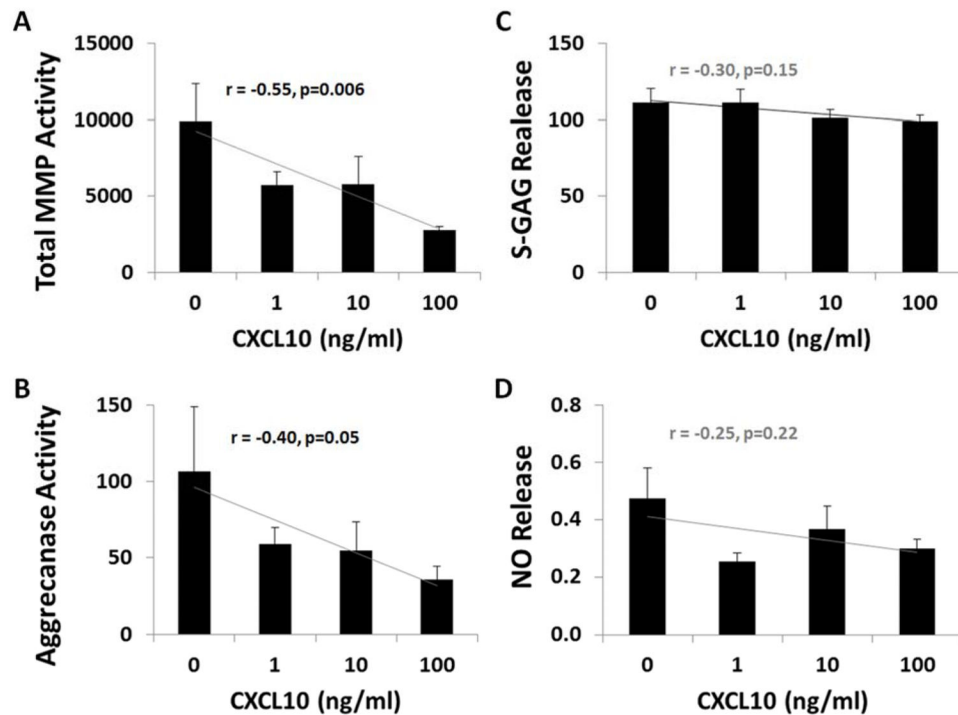 A
Total MMP Activity
15000
10000
5000
0
r = -0.55, p=0.006
0 1 10 100
CXCL10 (ng/ml)
C
S-GAG Realease
150
100
50
0
r = -0.30, p=0.15
0 1 10 100
CXCL10 (ng/ml)
B
Aggrecanase Activity
150
100
50
0
r = -0.40, p=0.05
0 1 10 100
CXCL10 (ng/ml)
D
NO Release
0.8
0.6
0.4
0.2
0.0
r = -0.25, p=0.22
0 1 10 100
CXCL10 (ng/ml)